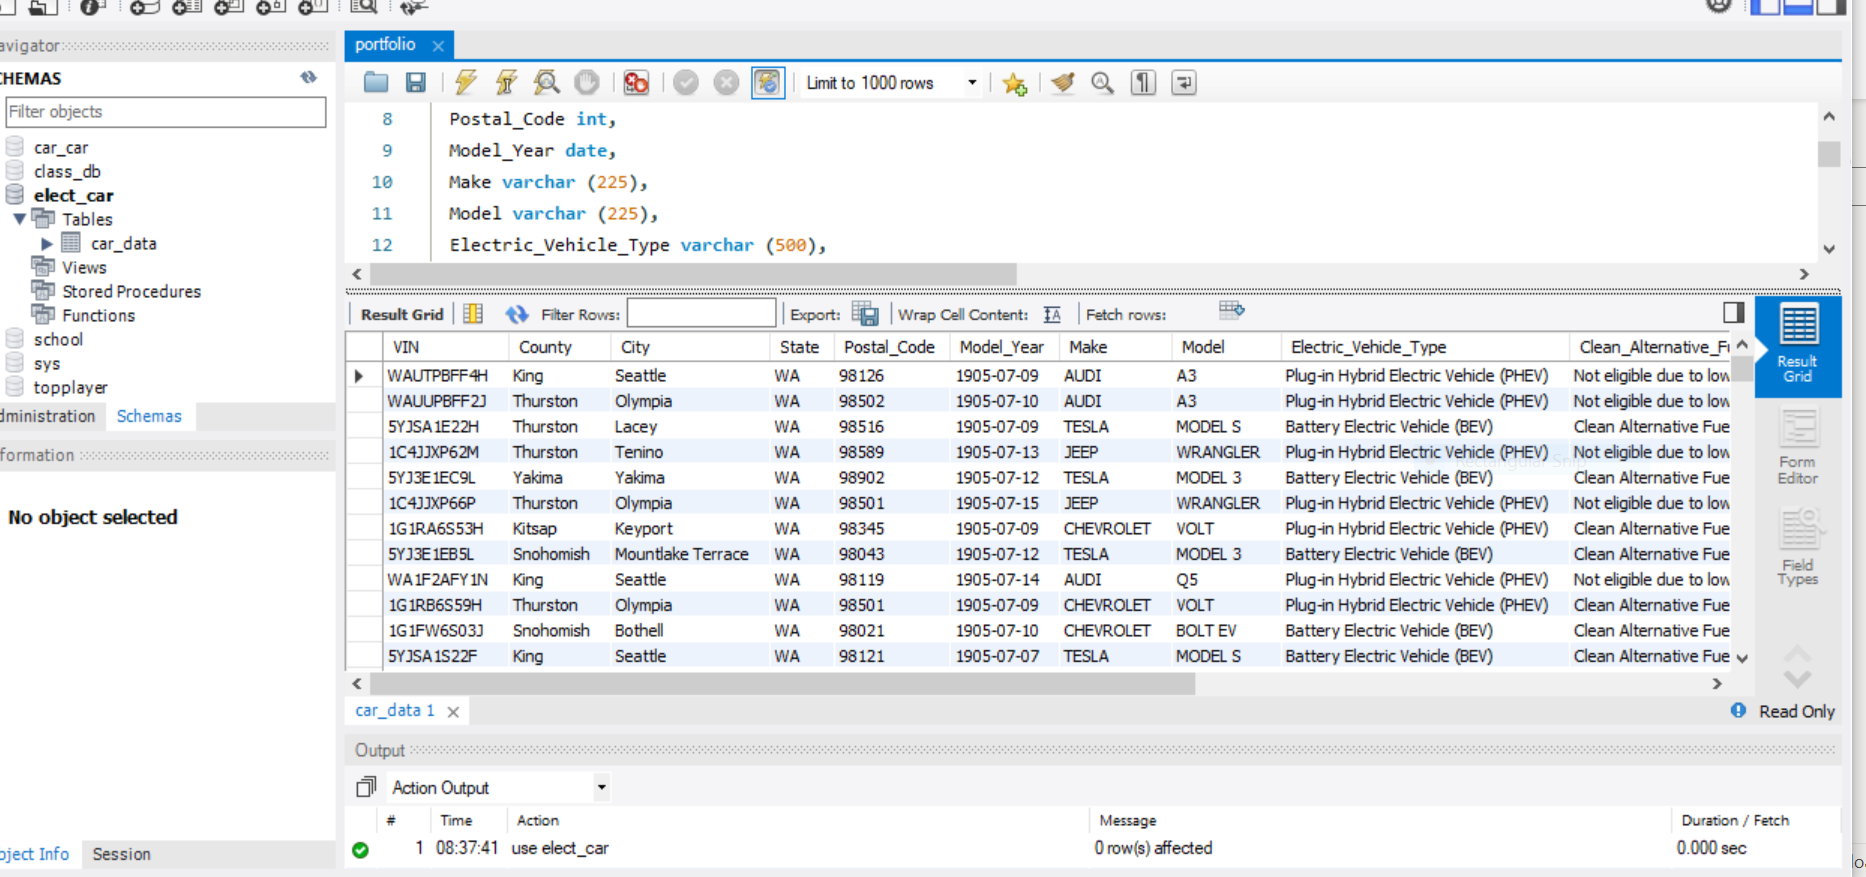 avigator
portfolio
CHEMAS
Filter objects
Limit to 1000 rows
car_car
class_db
elect_car
Tables
car_data
Views
Stored Procedures
Functions
school
sys
topplayer
dministration Schemas
formation
No object selected
bject Info Session
8 Postal_Code int,
9 Model_Year date,
10 Make varchar (225),
11 Model varchar (225),
12 Electric_Vehicle_Type varchar (500),
Result Grid Filter Rows: Export: Wrap Cell Content: Fetch rows:
VIN County City State Postal_Code Model_Year Make Model Electric_Vehicle_Type Clean_Alternative_F
WAUTPBFF4H King Seattle WA 98126 1905-07-09 AUDI A3 Plug-in Hybrid Electric Vehicle (PHEV) Not eligible due to low
WAUUPBFF2J Thurston Olympia WA 98502 1905-07-10 AUDI A3 Plug-in Hybrid Electric Vehicle (PHEV) Not eligible due to low
5YJSA1E22H Thurston Lacey WA 98516 1905-07-09 TESLA MODEL S Battery Electric Vehicle (BEV) Clean Alternative Fue
1C4JJXP62M Thurston Tenino WA 98589 1905-07-13 JEEP WRANGLER Plug-in Hybrid Electric Vehicle (PHEV) Not eligible due to low
Rectangular Snip
5YJ3E1EC9L Yakima Yakima WA 98902 1905-07-12 TESLA MODEL 3 Battery Electric Vehicle (BEV) Clean Alternative Fue
1C4JJXP66P Thurston Olympia WA 98501 1905-07-15 JEEP WRANGLER Plug-in Hybrid Electric Vehicle (PHEV) Not eligible due to low
1G1RA6S53H Kitsap Keyport WA 98345 1905-07-09 CHEVROLET VOLT Plug-in Hybrid Electric Vehicle (PHEV) Clean Alternative Fue
5YJ3E1EB5L Snohomish Mountlake Terrace WA 98043 1905-07-12 TESLA MODEL 3 Battery Electric Vehicle (BEV) Clean Alternative Fue
WA1F2AFY1N King Seattle WA 98119 1905-07-14 AUDI Q5 Plug-in Hybrid Electric Vehicle (PHEV) Not eligible due to low
1G1RB6S59H Thurston Olympia WA 98501 1905-07-09 CHEVROLET VOLT Plug-in Hybrid Electric Vehicle (PHEV) Clean Alternative Fue
1G1FW6S03J Snohomish Bothell WA 98021 1905-07-10 CHEVROLET BOLT EV Battery Electric Vehicle (BEV) Clean Alternative Fue
5YJSA1S22F King Seattle WA 98121 1905-07-07 TESLA MODEL S Battery Electric Vehicle (BEV) Clean Alternative Fue
Result
Grid
Form
Editor
Field
Types
car_data 1
Read Only
Output
Action Output
# Time Action Message Duration / Fetch
1 08:37:41 use elect_car 0 row(s) affected 0.000 sec